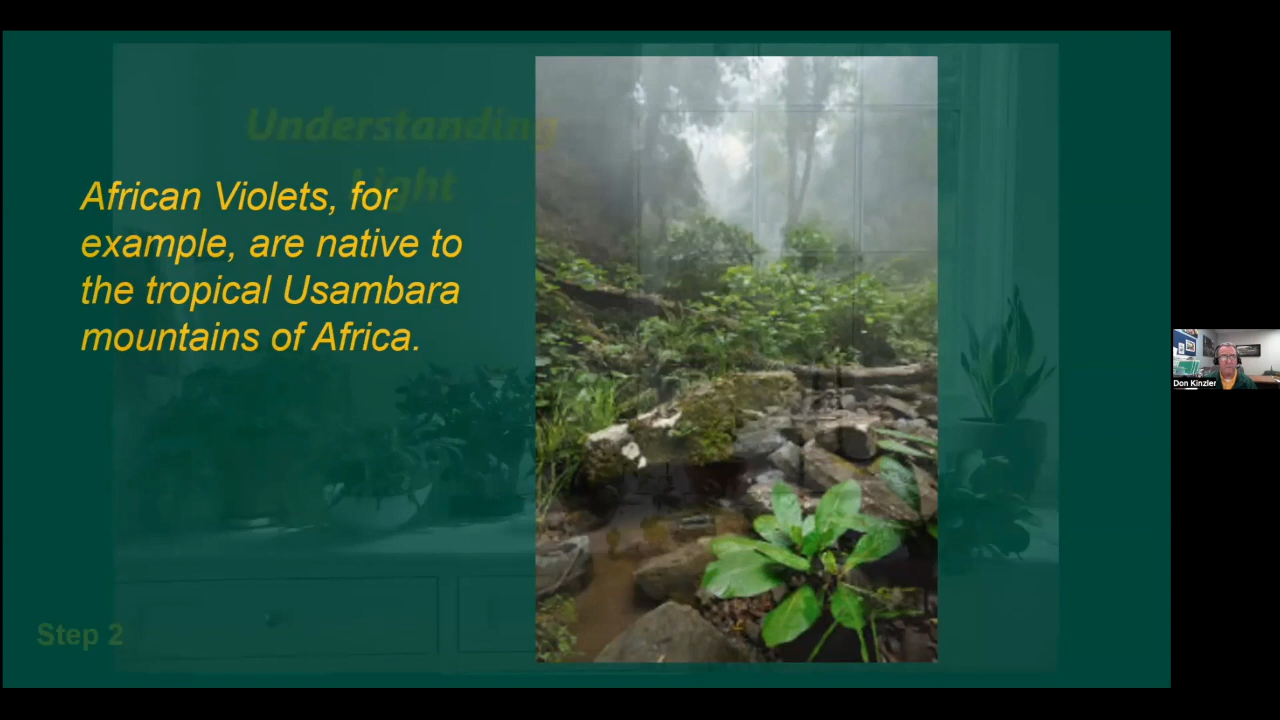 Understanding
Light
African Violets, for
example, are native to
the tropical Usambara
mountains of Africa.
Step 2
Don Kinzler